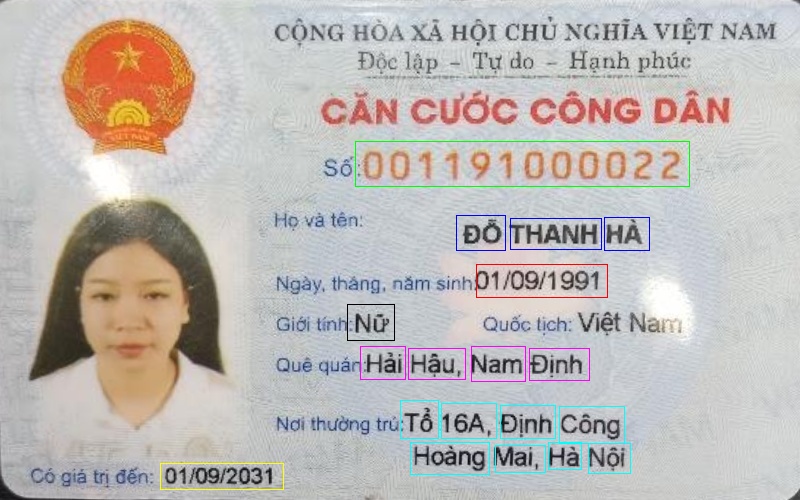 CỘNG HÒA XÃ HỘI CHỦ NGHĨA VIỆT NAM
Độc lập - Tự do - Hạnh phúc
CĂN CƯỚC CÔNG DÂN
Số: 001191000022
Họ và tên:
ĐỖ THANH HÀ
Ngày, tháng, năm sinh: 01/09/1991
Giới tính: Nữ Quốc tịch: Việt Nam
Quê quán: Hải Hậu, Nam Định
Nơi thường trú: Tổ 16A, Định Công
Hoàng Mai, Hà Nội
Có giá trị đến: 01/09/2031